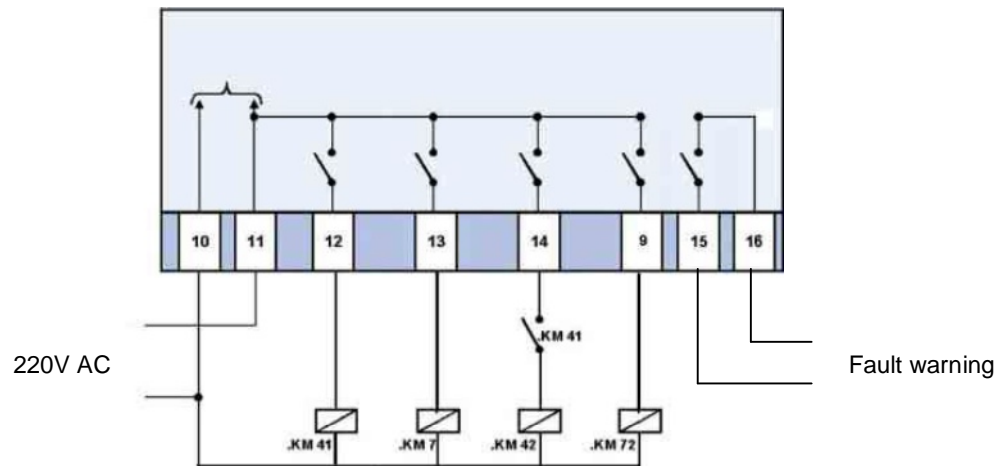 10 11 12 13 14 9 15 16
.KM 41
220V AC
Fault warning
.KM 41 .KM 7 .KM 42 .KM 72